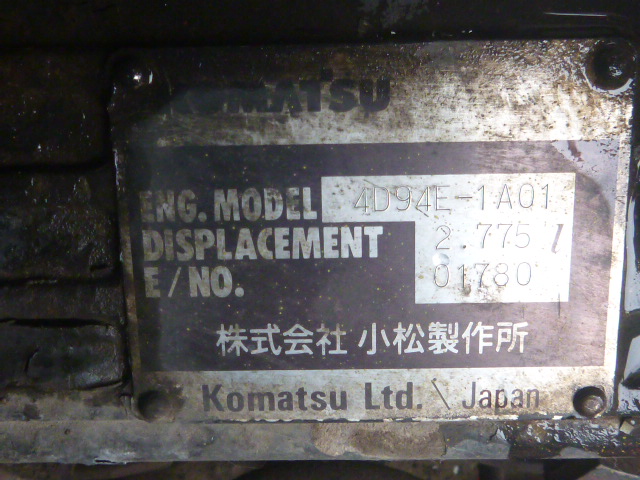 KOMATSU
ENG. MODEL 4D94E-1A01
DISPLACEMENT 2.775 l
E/NO. 01780
株式会社 小松製作所
Komatsu Ltd. \ Japan